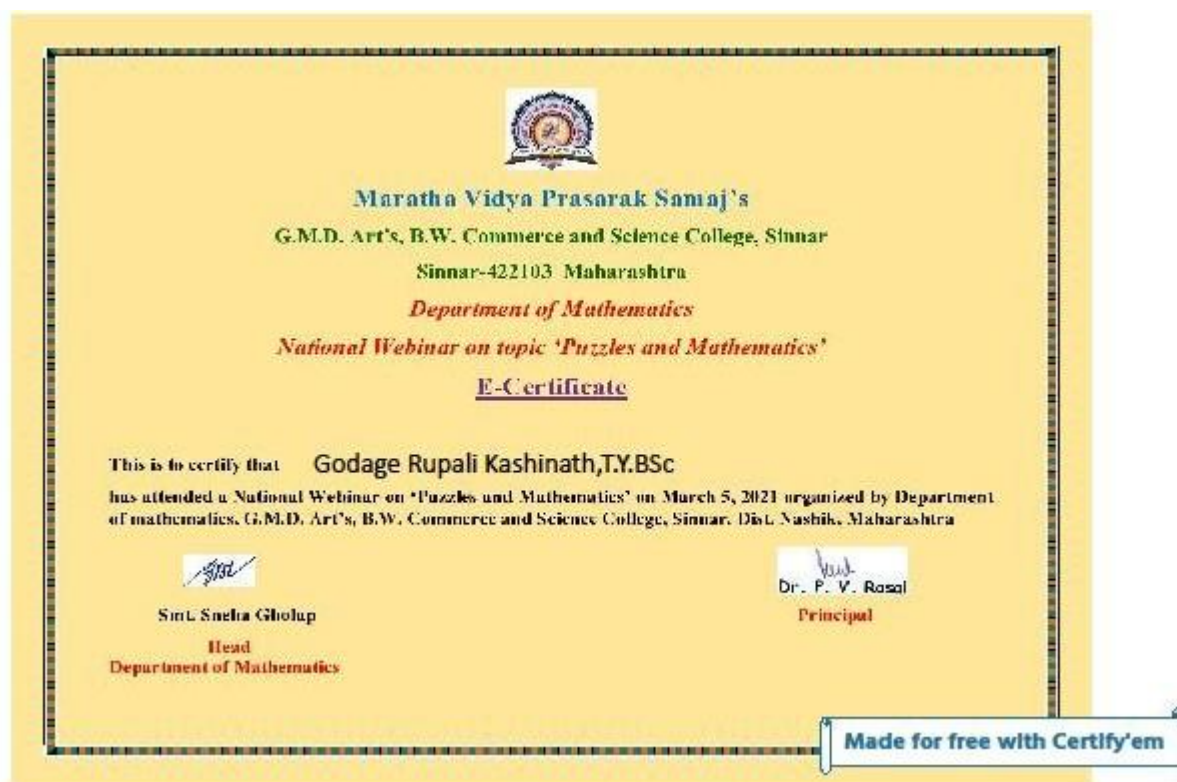 Maratha Vidya Prasarak Samaj's
G.M.D. Art's, B.W. Commerce and Science College, Sinnar
Sinnar-422103 Maharashtra
Department of Mathematics
National Webinar on topic 'Puzzles and Mathematics'
E-Certificate
This is to certify that Godage Rupali Kashinath,T.Y.BSc
has attended a National Webinar on 'Puzzles and Mathematics' on March 5, 2021 organized by Department
of mathematics, G.M.D. Art's, B.W. Commerce and Science College, Sinnar, Dist. Nashik, Maharashtra
Smt. Sneha Gholap
Head
Department of Mathematics
Dr. P. V. Rasal
Principal
Made for free with Certify'em